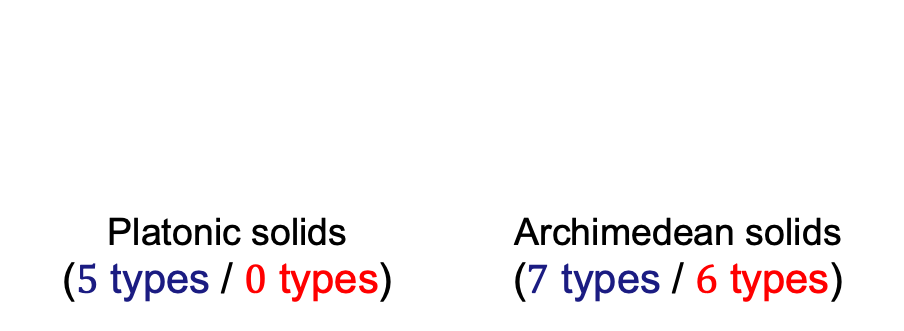 Platonic solids
(5 types / 0 types)
Archimedean solids
(7 types / 6 types)